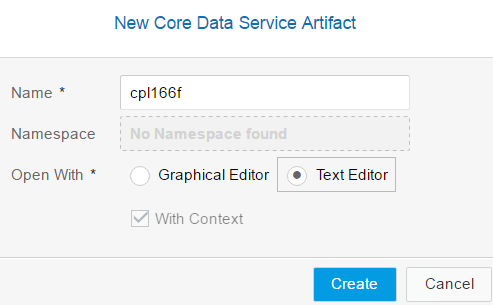 New Core Data Service Artifact
Name * cpl166f
Namespace No Namespace found
Open With * Graphical Editor Text Editor
With Context
Create Cancel